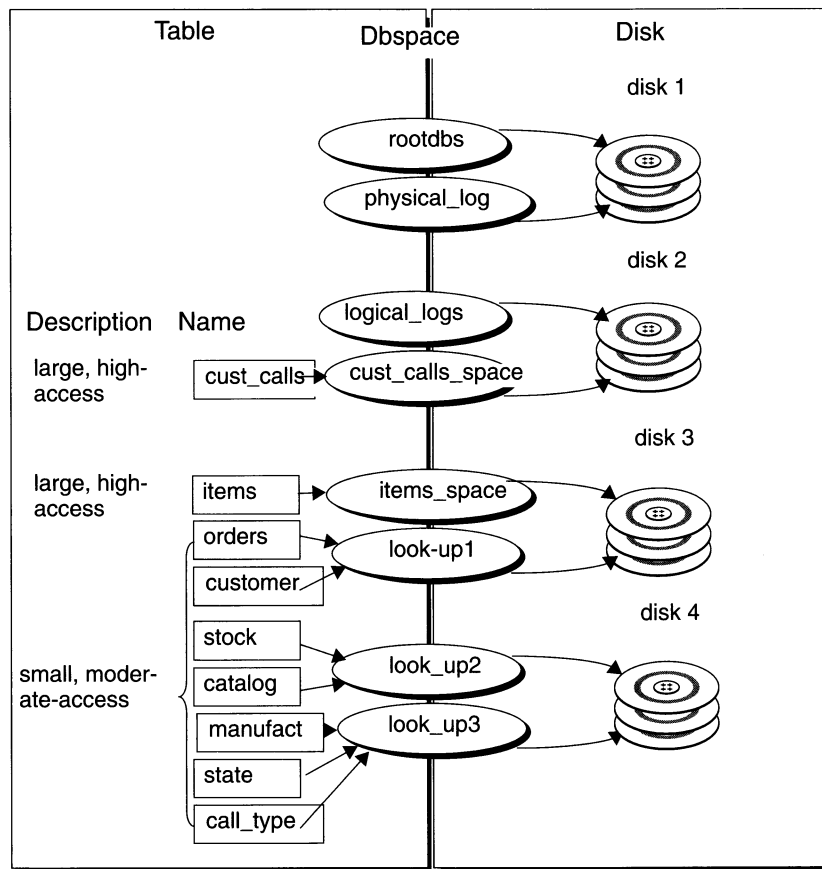 Table
Dbspace
Disk
disk 1
rootdbs
physical_log
disk 2
logical_logs
Description
Name
large, high-
access
cust_calls
cust_calls_space
disk 3
large, high-
access
items
items_space
orders
look-up1
customer
disk 4
stock
small, moder-
ate-access
look_up2
catalog
manufact
look_up3
state
call_type